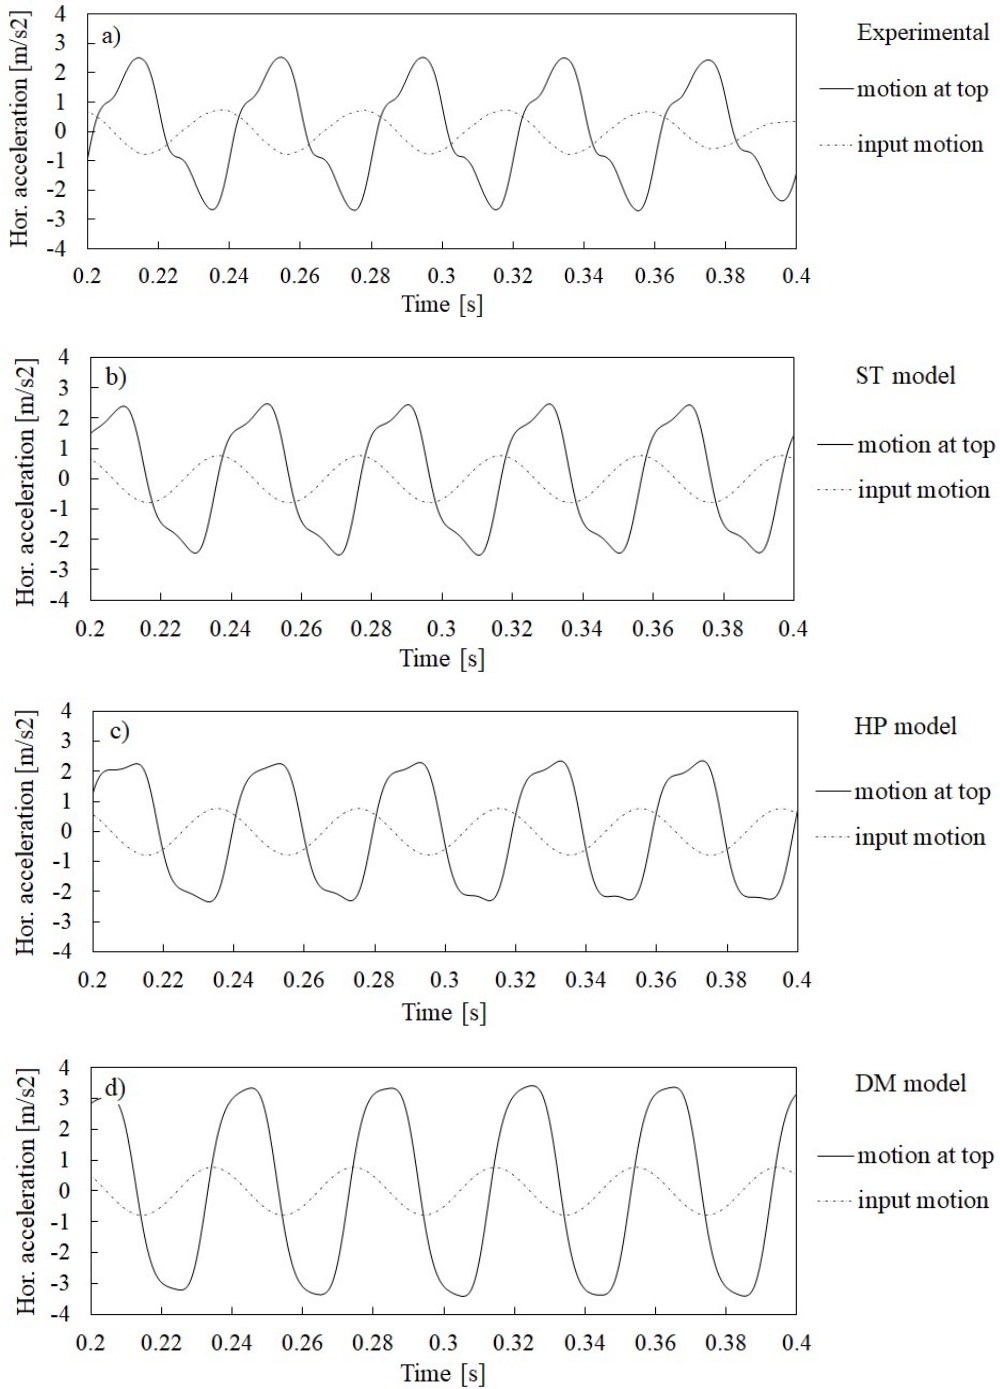 a)
Experimental
motion at top
input motion
Hor. acceleration [m/s2]
4
3
2
1
0
-1
-2
-3
-4
0.2 0.22 0.24 0.26 0.28 0.3 0.32 0.34 0.36 0.38 0.4
Time [s]
b)
ST model
motion at top
input motion
Hor. acceleration [m/s2]
4
3
2
1
0
-1
-2
-3
-4
0.2 0.22 0.24 0.26 0.28 0.3 0.32 0.34 0.36 0.38 0.4
Time [s]
c)
HP model
motion at top
input motion
Hor. acceleration [m/s2]
4
3
2
1
0
-1
-2
-3
-4
0.2 0.22 0.24 0.26 0.28 0.3 0.32 0.34 0.36 0.38 0.4
Time [s]
d)
DM model
motion at top
input motion
Hor. acceleration [m/s2]
4
3
2
1
0
-1
-2
-3
-4
0.2 0.22 0.24 0.26 0.28 0.3 0.32 0.34 0.36 0.38 0.4
Time [s]